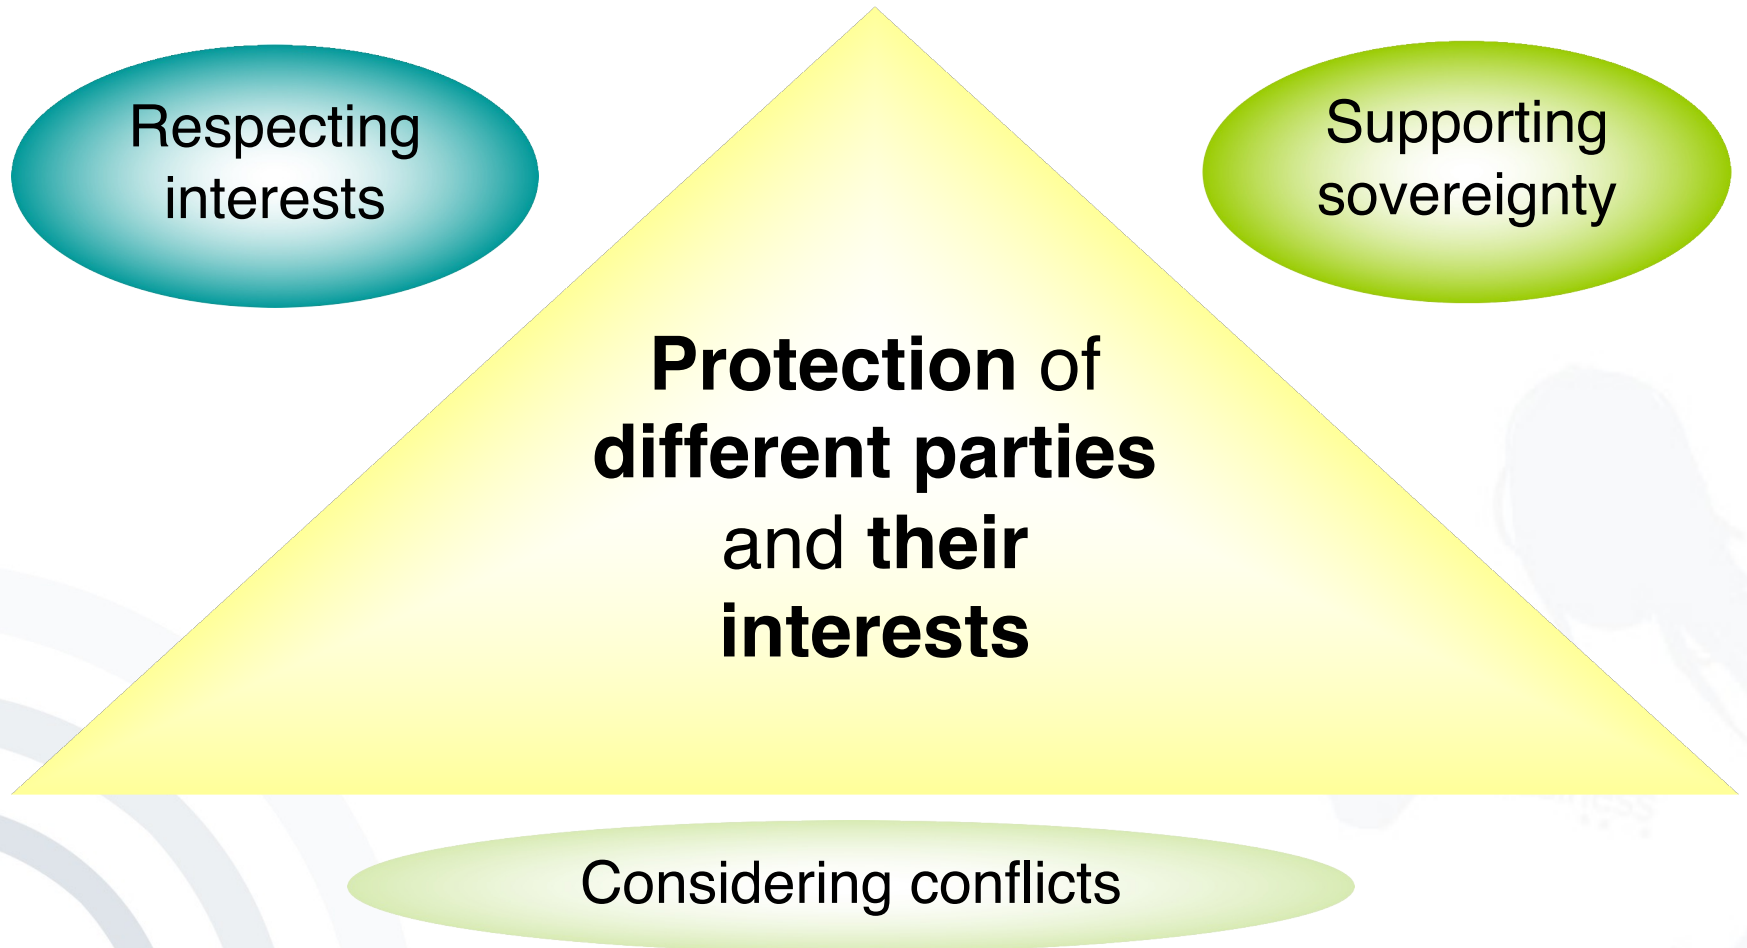 Respecting
interests
Supporting
sovereignty
Protection of
different parties
and their
interests
Considering conflicts